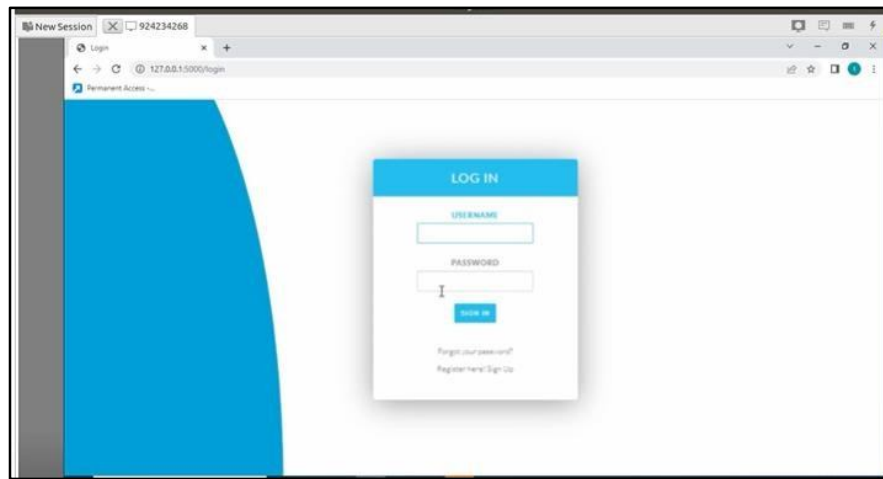 New Session 924234268
Login
127.0.0.1:5000/login
Permanent Access -...
LOG IN
USERNAME
PASSWORD
SIGN IN
Forgot your password?
Register here! Sign Up